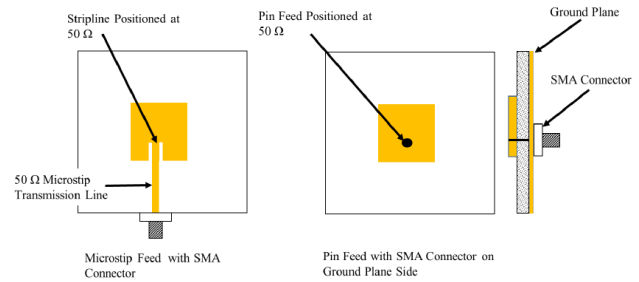 Stripline Positioned at
50 Ω
Pin Feed Positioned at
50 Ω
Ground Plane
SMA Connector
50 Ω Microstip
Transmission Line
Microstip Feed with SMA
Connector
Pin Feed with SMA Connector on
Ground Plane Side